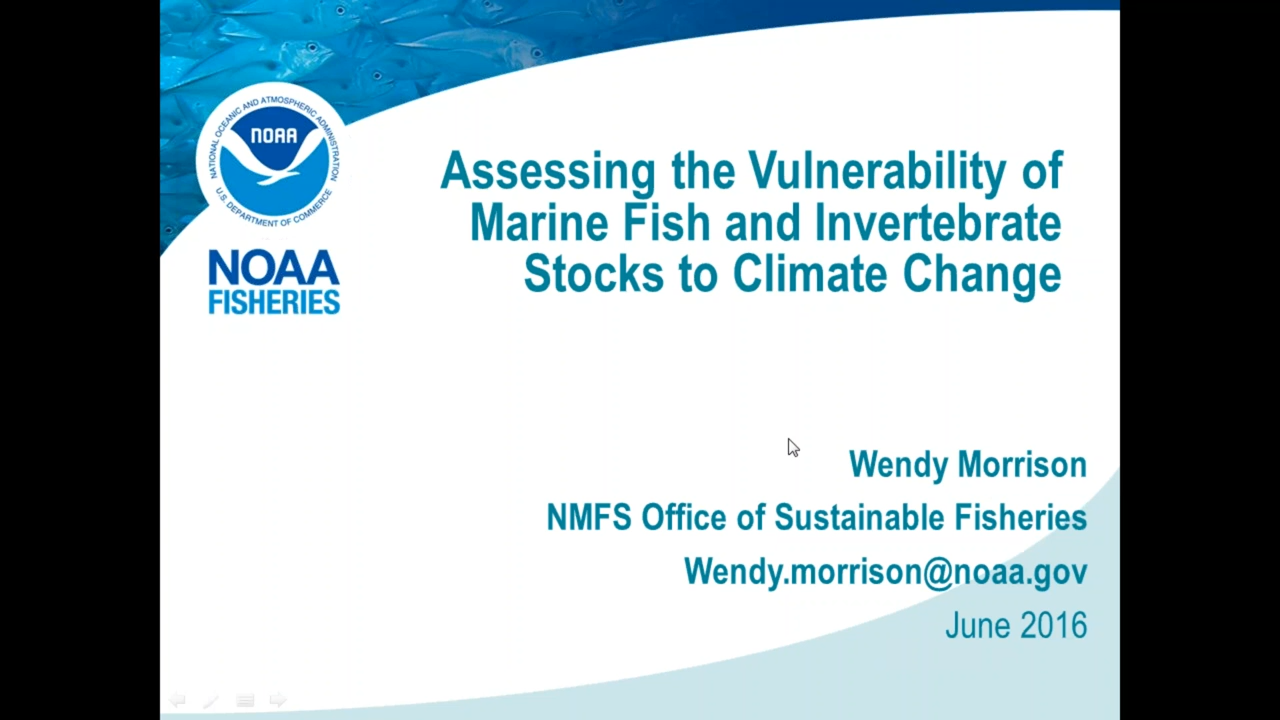 NATIONAL OCEANIC AND ATMOSPHERIC ADMINISTRATION
NOAA
U.S. DEPARTMENT OF COMMERCE
NOAA
FISHERIES
Assessing the Vulnerability of
Marine Fish and Invertebrate
Stocks to Climate Change
Wendy Morrison
NMFS Office of Sustainable Fisheries
Wendy.morrison@noaa.gov
June 2016